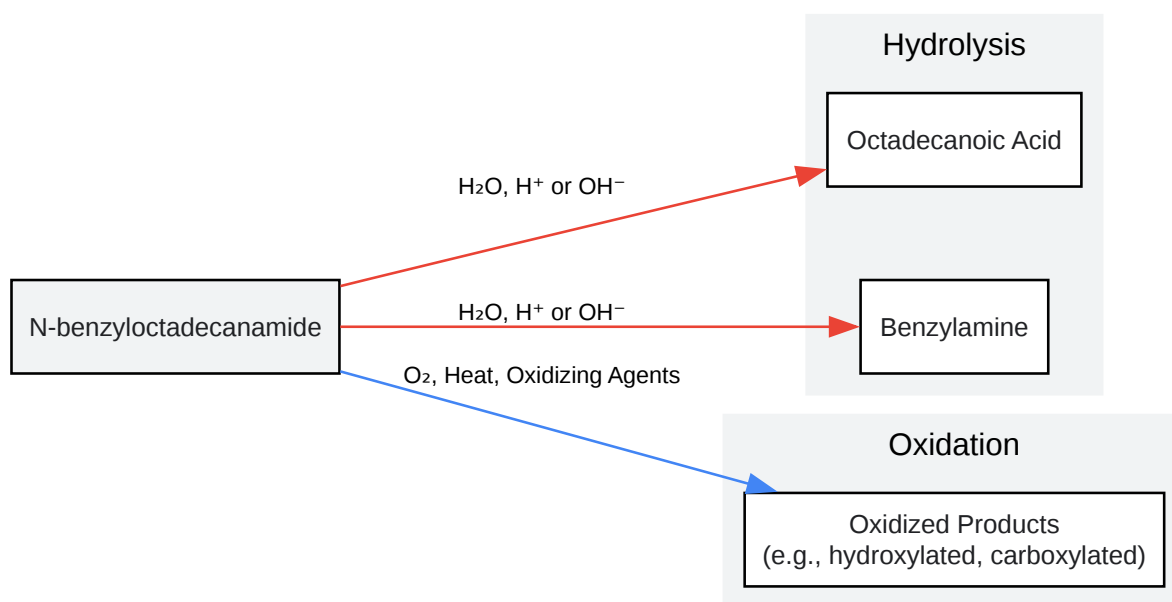 Hydrolysis
Octadecanoic Acid
H₂O, H⁺ or OH⁻
N-benzyloctadecanamide
H₂O, H⁺ or OH⁻
Benzylamine
O₂, Heat, Oxidizing Agents
Oxidation
Oxidized Products
(e.g., hydroxylated, carboxylated)